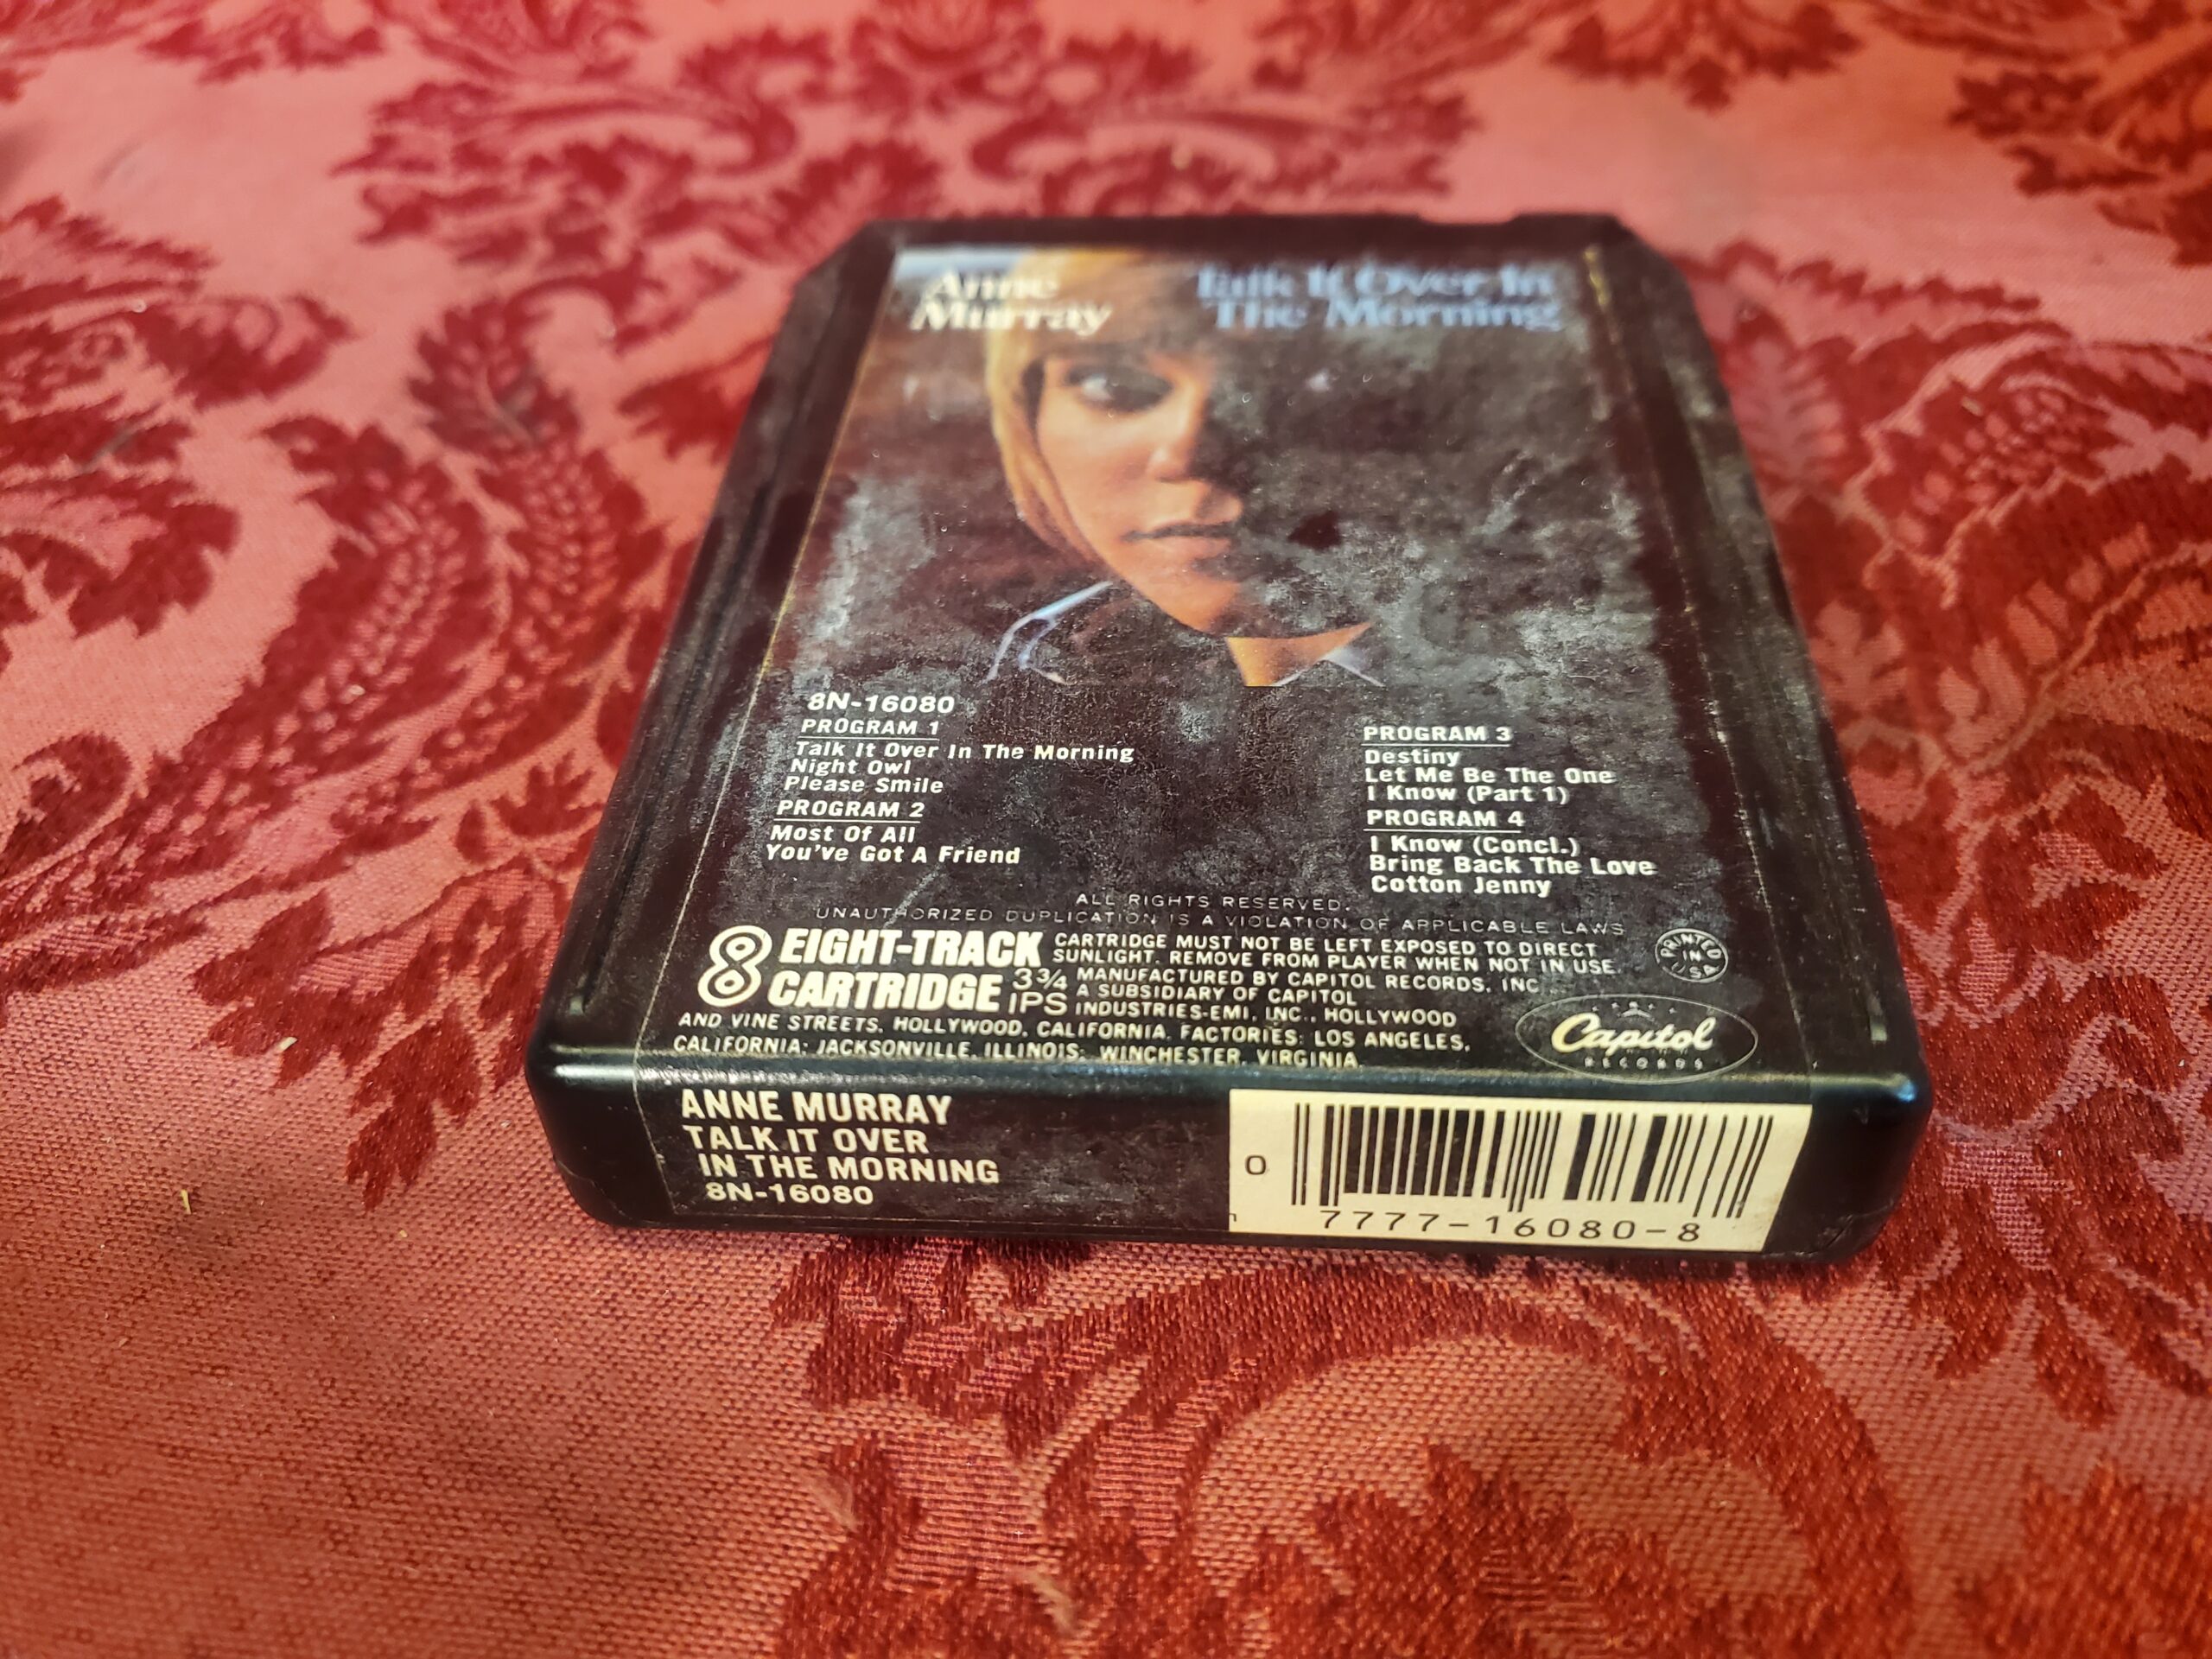 Anne
Murray
Talk It Over In
The Morning
8N-16080
PROGRAM 1
Talk It Over In The Morning
Night Owl
Please Smile
PROGRAM 2
Most Of All
You've Got A Friend
PROGRAM 3
Destiny
Let Me Be The One
I Know (Part 1)
PROGRAM 4
I Know (Concl.)
Bring Back The Love
Cotton Jenny
ALL RIGHTS RESERVED.
UNAUTHORIZED DUPLICATION IS A VIOLATION OF APPLICABLE LAWS
8 EIGHT-TRACK
CARTRIDGE
3¾
IPS
CARTRIDGE MUST NOT BE LEFT EXPOSED TO DIRECT
SUNLIGHT. REMOVE FROM PLAYER WHEN NOT IN USE.
MANUFACTURED BY CAPITOL RECORDS, INC
A SUBSIDIARY OF CAPITOL
INDUSTRIES-EMI, INC., HOLLYWOOD
AND VINE STREETS, HOLLYWOOD, CALIFORNIA. FACTORIES: LOS ANGELES,
CALIFORNIA; JACKSONVILLE, ILLINOIS; WINCHESTER, VIRGINIA.
PRINTED
IN
USA
Capitol
RECORDS
ANNE MURRAY
TALK IT OVER
IN THE MORNING
8N-16080
0
7777-16080-8